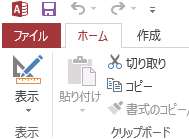 ファイル ホーム 作成
表示
貼り付け
切り取り
コピー
書式のコピー/
表示
クリップボード